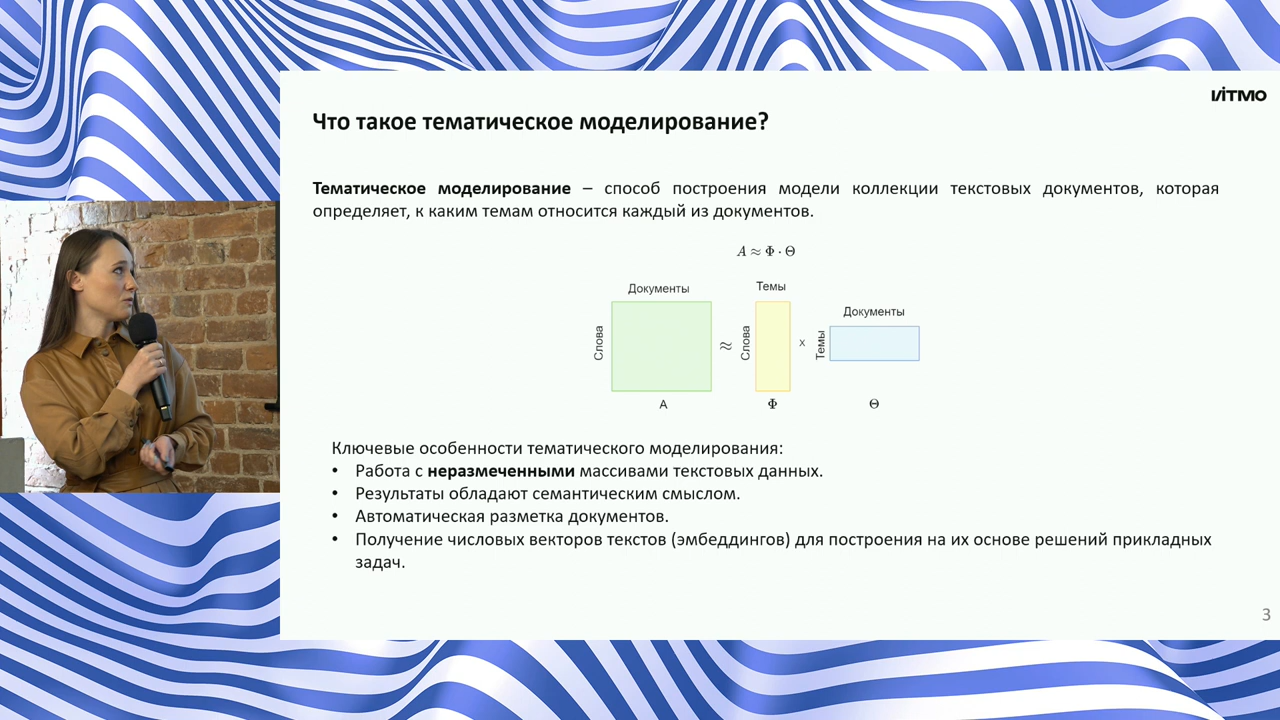 ИТМО
Что такое тематическое моделирование?
Тематическое моделирование – способ построения модели коллекции текстовых документов, которая
определяет, к каким темам относится каждый из документов.
A ≈ Φ · Θ
Документы
Темы
Документы
Слова
≈
Слова
x
Темы
A
Φ
Θ
Ключевые особенности тематического моделирования:
• Работа с неразмеченными массивами текстовых данных.
• Результаты обладают семантическим смыслом.
• Автоматическая разметка документов.
• Получение числовых векторов текстов (эмбеддингов) для построения на их основе решений прикладных
задач.
3